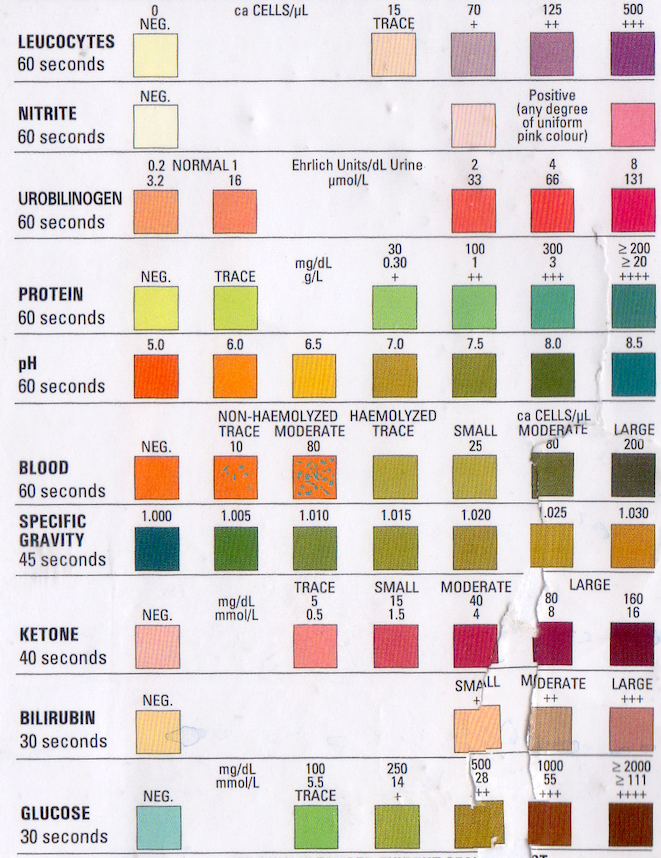 0 ca CELLS/µL 15 70 125 500
NEG. TRACE + ++ +++
LEUCOCYTES
60 seconds
NEG. Positive
(any degree
of uniform
pink colour)
NITRITE
60 seconds
0.2 NORMAL 1 Ehrlich Units/dL Urine 2 4 8
3.2 16 µmol/L 33 66 131
UROBILINOGEN
60 seconds
30 100 300 ≥ 200
mg/dL 0.30 1 3 ≥ 20
NEG. TRACE g/L + ++ +++ ++++
PROTEIN
60 seconds
5.0 6.0 6.5 7.0 7.5 8.0 8.5
pH
60 seconds
NON-HAEMOLYZED HAEMOLYZED ca CELLS/µL
TRACE MODERATE TRACE SMALL MODERATE LARGE
NEG. 10 80 25 80 200
BLOOD
60 seconds
1.000 1.005 1.010 1.015 1.020 .025 1.030
SPECIFIC
GRAVITY
45 seconds
TRACE SMALL MODERATE LARGE
mg/dL 5 15 40 80 160
NEG. mmol/L 0.5 1.5 4 8 16
KETONE
40 seconds
SMALL MODERATE LARGE
NEG. + ++ +++
BILIRUBIN
30 seconds
mg/dL 100 250 500 1000 ≥ 2000
mmol/L 5.5 14 28 55 ≥ 111
NEG. TRACE + ++ +++ ++++
GLUCOSE
30 seconds